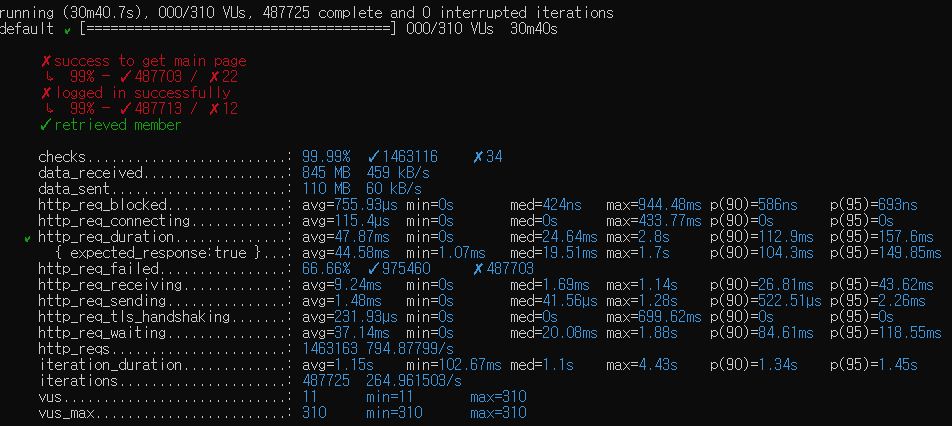 running (30m40.7s), 000/310 VUs, 487725 complete and 0 interrupted iterations
default ✔ [======================================] 000/310 VUs  30m40s
✗ success to get main page
↳  99% — ✓ 487703 / ✗ 22
✗ logged in successfully
↳  99% — ✓ 487713 / ✗ 12
✓ retrieved member
checks.........................: 99.99%  ✓ 1463116    ✗ 34
data_received..................: 845 MB  459 kB/s
data_sent......................: 110 MB  60 kB/s
http_req_blocked...............: avg=755.93µs min=0s       med=424ns   max=944.48ms p(90)=586ns    p(95)=693ns
http_req_connecting............: avg=115.4µs  min=0s       med=0s      max=433.77ms p(90)=0s       p(95)=0s
✔ http_req_duration..............: avg=47.87ms  min=0s       med=24.64ms max=2.8s     p(90)=112.9ms  p(95)=157.6ms
{ expected_response:true }...: avg=44.58ms  min=1.07ms   med=19.51ms max=1.7s     p(90)=104.3ms  p(95)=149.85ms
http_req_failed................: 66.66%  ✓ 975460     ✗ 487703
http_req_receiving.............: avg=9.24ms   min=0s       med=1.69ms  max=1.14s    p(90)=26.81ms  p(95)=43.62ms
http_req_sending...............: avg=1.48ms   min=0s       med=41.56µs max=1.28s    p(90)=522.51µs p(95)=2.26ms
http_req_tls_handshaking.......: avg=231.93µs min=0s       med=0s      max=699.62ms p(90)=0s       p(95)=0s
http_req_waiting...............: avg=37.14ms  min=0s       med=20.08ms max=1.88s    p(90)=84.61ms  p(95)=118.55ms
http_reqs......................: 1463163 794.87799/s
iteration_duration.............: avg=1.15s    min=102.67ms med=1.1s    max=4.43s    p(90)=1.34s    p(95)=1.45s
iterations.....................: 487725  264.961503/s
vus............................: 11      min=11       max=310
vus_max........................: 310     min=310      max=310